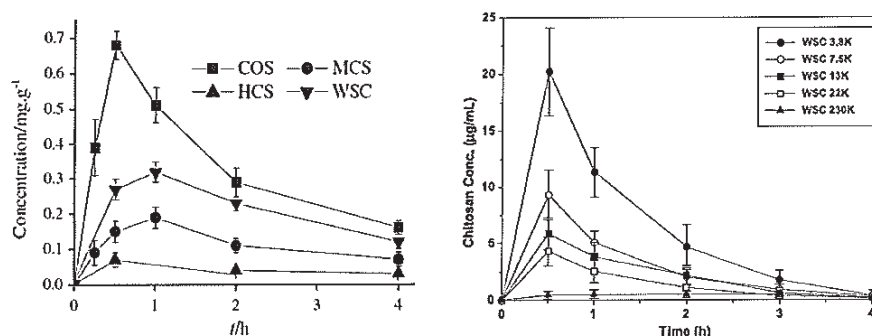 0.7
0.6
0.5
0.4
0.3
0.2
0.1
0.0
Concentration/mg.g⁻¹
COS
MCS
HCS
WSC
0
1
2
3
4
t/h
25
20
15
10
5
0
Chitosan Conc. (µg/mL)
WSC 3,8K
WSC 7.5K
WSC 13K
WSC 22K
WSC 230K
0
1
2
3
4
Time (h)